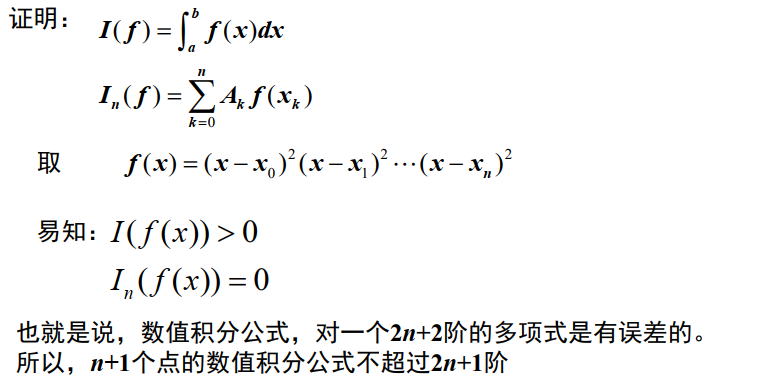 证明： I(f) = ∫_a^b f(x)dx
I_n(f) = ∑_{k=0}^{n} A_k f(x_k)
取 f(x) = (x − x_0)^2 (x − x_1)^2 ⋯ (x − x_n)^2
易知：I(f(x)) > 0
I_n(f(x)) = 0
也就是说，数值积分公式，对一个2n+2阶的多项式是有误差的。
所以，n+1个点的数值积分公式不超过2n+1阶